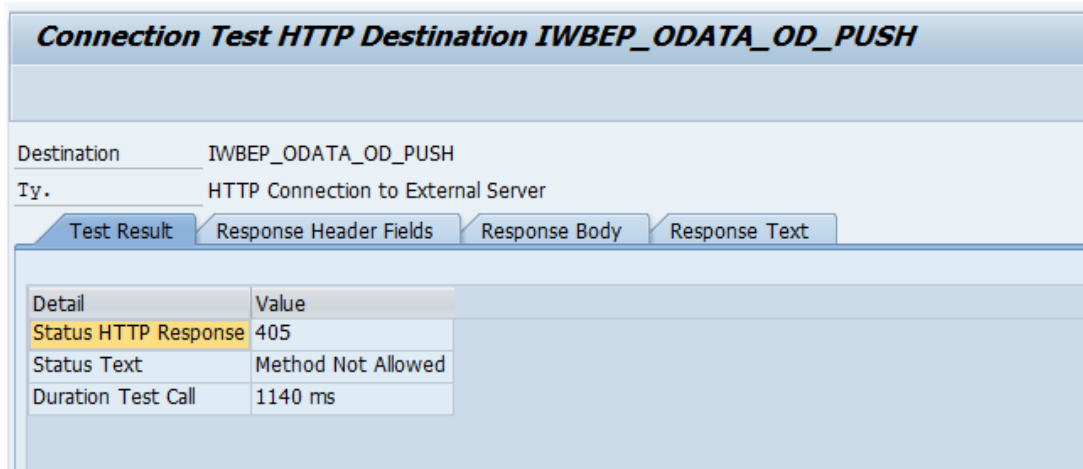 Connection Test HTTP Destination IWBEP_ODATA_OD_PUSH
Destination IWBEP_ODATA_OD_PUSH
Ty. HTTP Connection to External Server
Test Result Response Header Fields Response Body Response Text
Detail Value
Status HTTP Response 405
Status Text Method Not Allowed
Duration Test Call 1140 ms